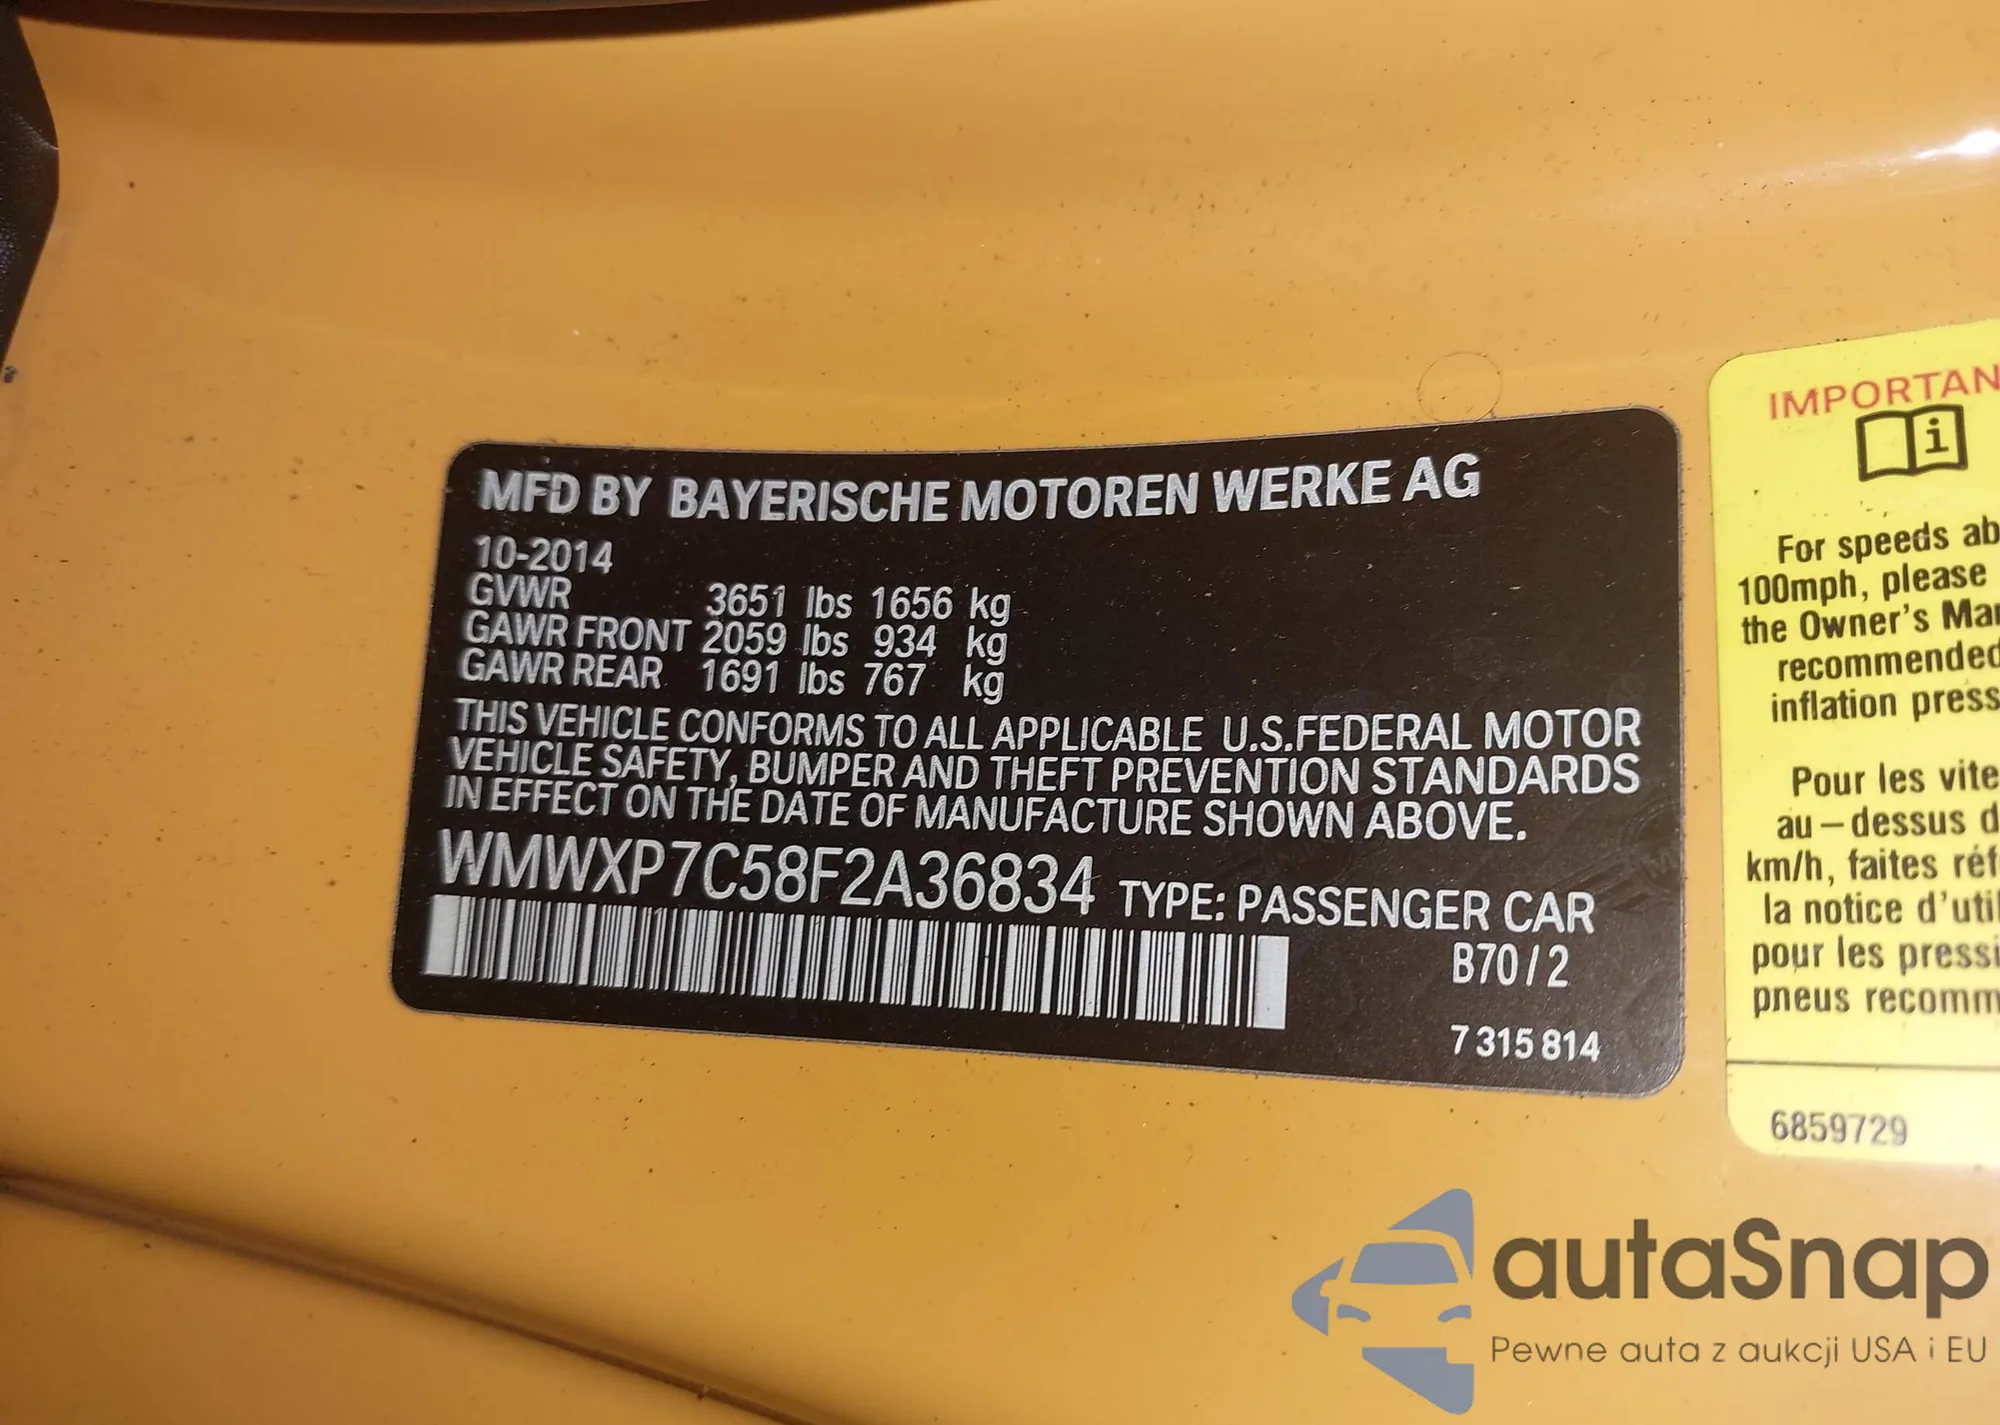 MFD BY BAYERISCHE MOTOREN WERKE AG
10-2014
GVWR 3651 lbs 1656 kg
GAWR FRONT 2059 lbs 934 kg
GAWR REAR 1691 lbs 767 kg
THIS VEHICLE CONFORMS TO ALL APPLICABLE U.S.FEDERAL MOTOR
VEHICLE SAFETY, BUMPER AND THEFT PREVENTION STANDARDS
IN EFFECT ON THE DATE OF MANUFACTURE SHOWN ABOVE.
WMWXP7C58F2A36834 TYPE: PASSENGER CAR
B70/2
7 315 814
IMPORTAN
i
For speeds ab
100mph, please
the Owner's Man
recommended
inflation press
Pour les vite
au–dessus d
km/h, faites réf
la notice d'util
pour les pressi
pneus recomm
6859729
autaSnap
Pewne auta z aukcji USA i EU